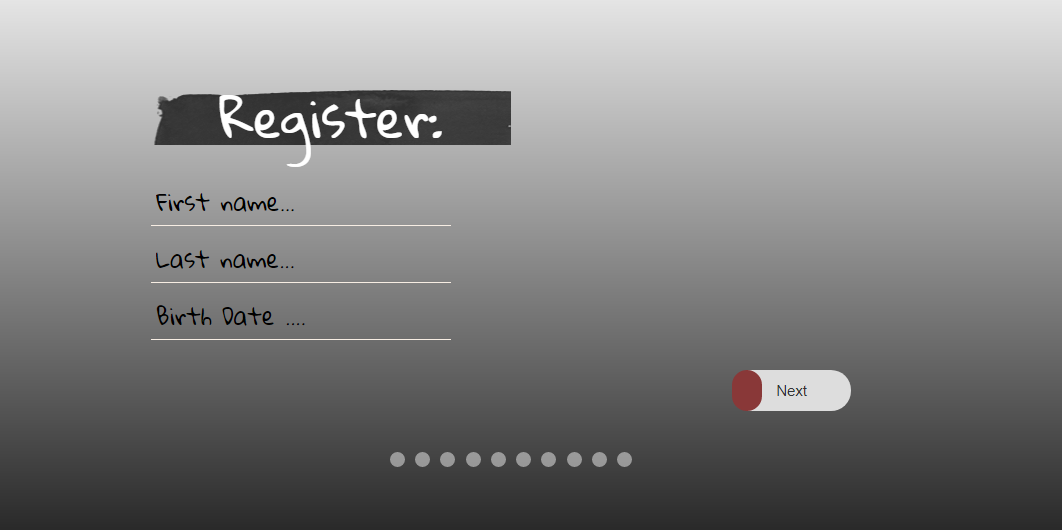 Register:
First name...
Last name...
Birth Date ....
Next